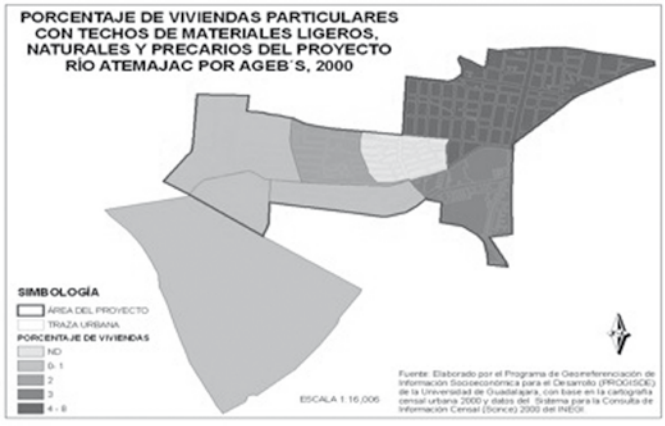 PORCENTAJE DE VIVIENDAS PARTICULARES
CON TECHOS DE MATERIALES LIGEROS,
NATURALES Y PRECARIOS DEL PROYECTO
RÍO ATEMAJAC POR AGEB´S, 2000
SIMBOLOGÍA
ÁREA DEL PROYECTO
TRAZA URBANA
PORCENTAJE DE VIVIENDAS
ND
0- 1
2
3
4 - 8
ESCALA 1:16,006
Fuente: Elaborado por el Programa de Georreferenciación de
Información Socioeconómica para el Desarrollo (PROGISDE)
de la Universidad de Guadalajara, con base en la cartografía
censal urbana 2000 y datos del Sistema para la Consulta de
Información Censal (Scince) 2000 del INEGI.